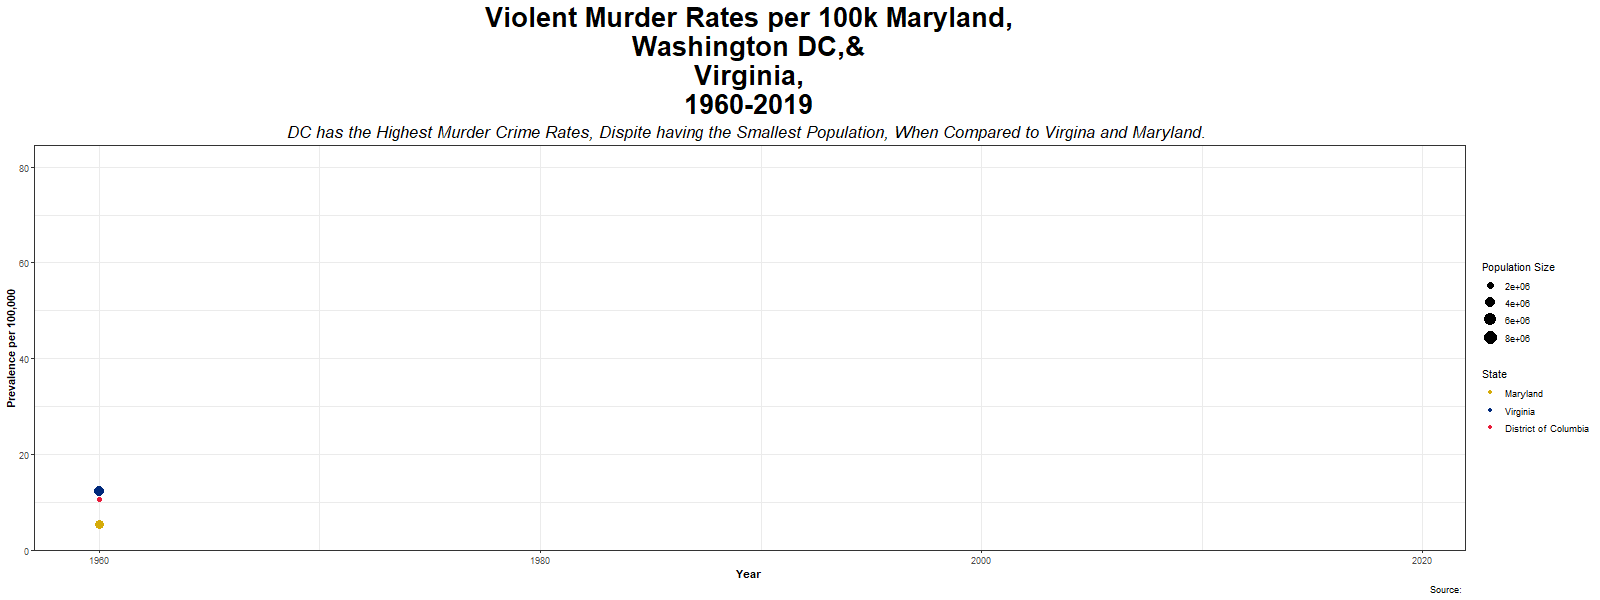 Violent Murder Rates per 100k Maryland,
Washington DC,&
Virginia,
1960-2019
DC has the Highest Murder Crime Rates, Dispite having the Smallest Population, When Compared to Virgina and Maryland.
Prevalence per 100,000
80
60
40
20
0
1960
1980
2000
2020
Year
Population Size
2e+06
4e+06
6e+06
8e+06
State
Maryland
Virginia
District of Columbia
Source: